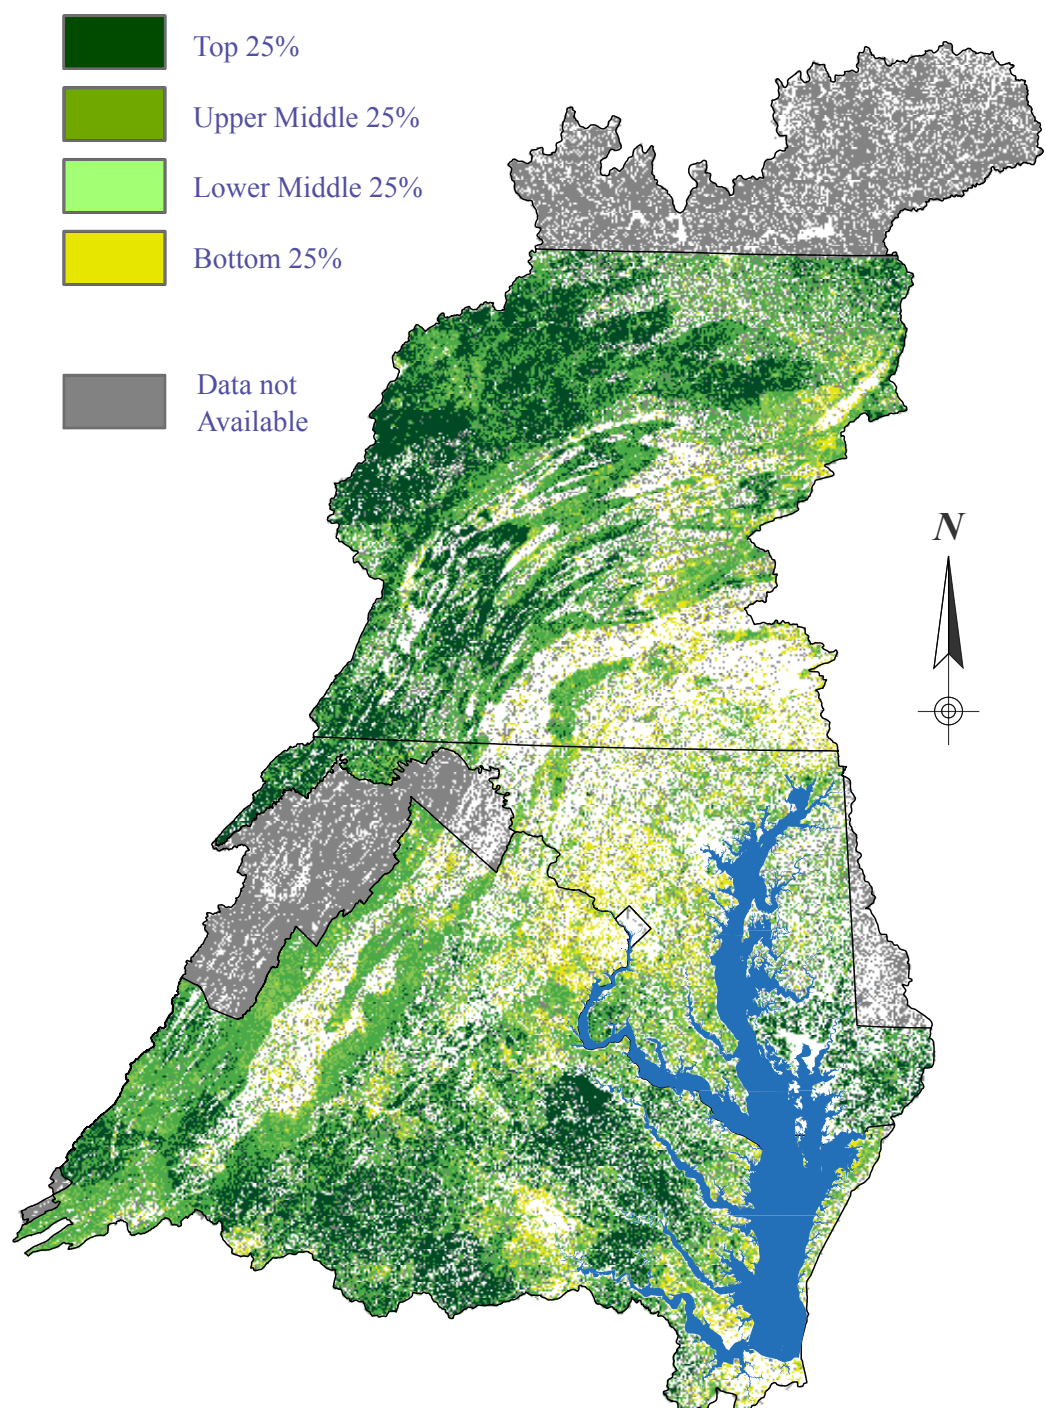 Top 25%
Upper Middle 25%
Lower Middle 25%
Bottom 25%
Data not
Available
N